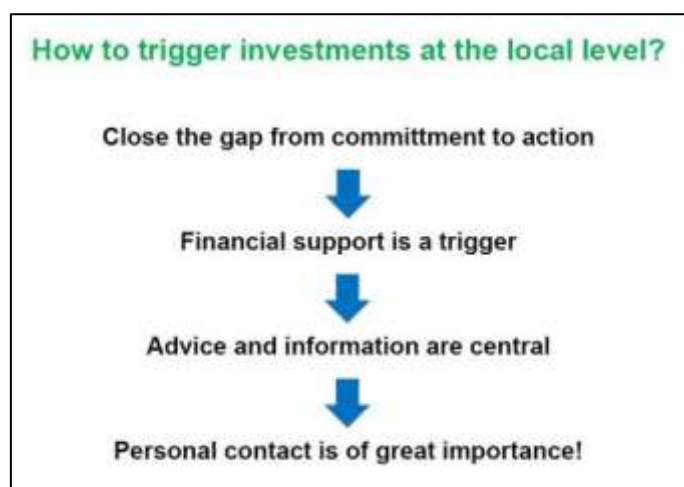 How to trigger investments at the local level?
Close the gap from committment to action
Financial support is a trigger
Advice and information are central
Personal contact is of great importance!